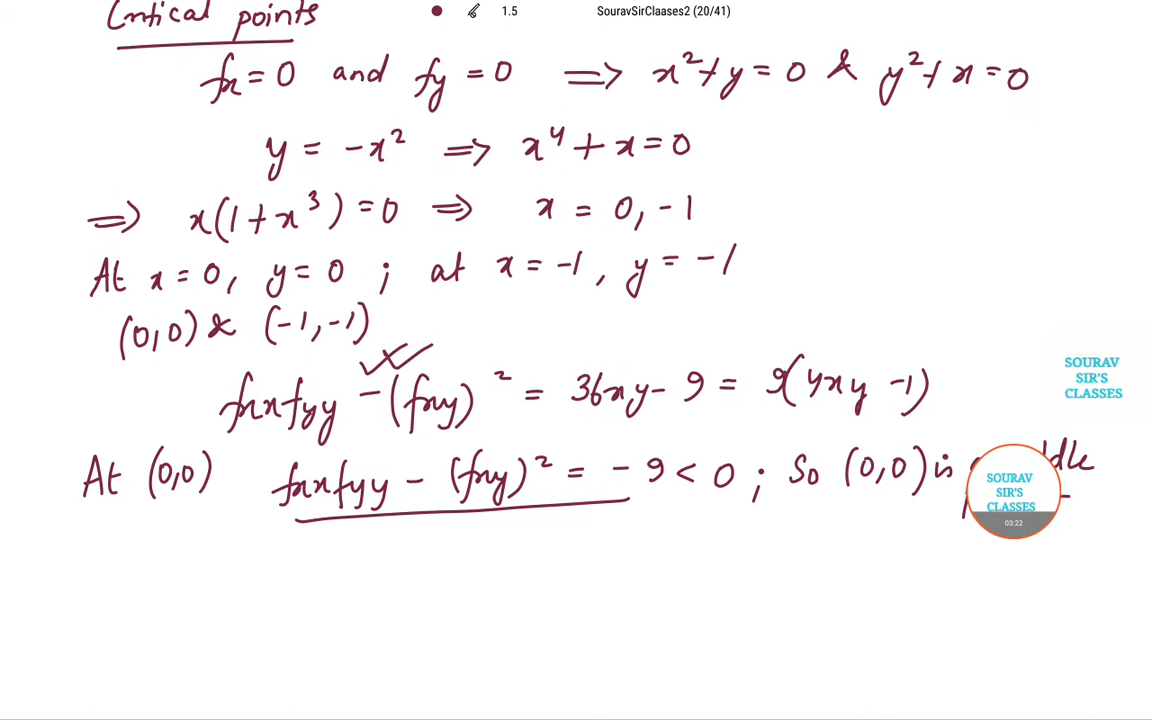 1.5 SouravSirClaases2 (20/41)
Critical points
fx = 0 and fy = 0 ⟹ x² + y = 0 & y² + x = 0
y = -x² ⟹ x⁴ + x = 0
⟹ x(1 + x³) = 0 ⟹ x = 0, -1
At x = 0, y = 0 ; at x = -1, y = -1
(0,0) & (-1,-1)
fxxfyy - (fxy)² = 36xy - 9 = 9(4xy - 1)
At (0,0) fxxfyy - (fxy)² = -9 < 0 ; So (0,0) is
SOURAV
SIR'S
CLASSES
SOURAV
SIR'S
CLASSES
03:22